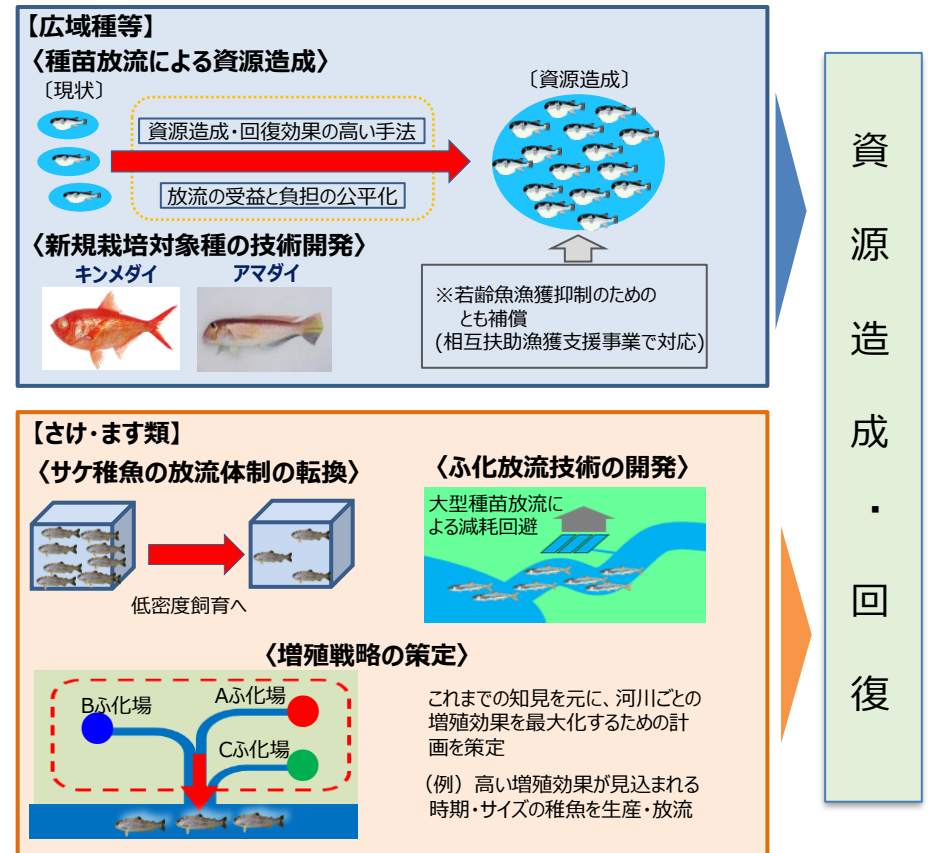 【広域種等】
〈種苗放流による資源造成〉
〔現状〕
〔資源造成〕
資源造成・回復効果の高い手法
放流の受益と負担の公平化
〈新規栽培対象種の技術開発〉
キンメダイ
アマダイ
※若齢魚漁獲抑制のための
とも補償
(相互扶助漁獲支援事業で対応)
【さけ・ます類】
〈サケ稚魚の放流体制の転換〉
低密度飼育へ
〈ふ化放流技術の開発〉
大型種苗放流に
よる減耗回避
〈増殖戦略の策定〉
Bふ化場
Aふ化場
Cふ化場
これまでの知見を元に、河川ごとの
増殖効果を最大化するための計
画を策定
（例）高い増殖効果が見込まれる
時期・サイズの稚魚を生産・放流
資源造成・回復